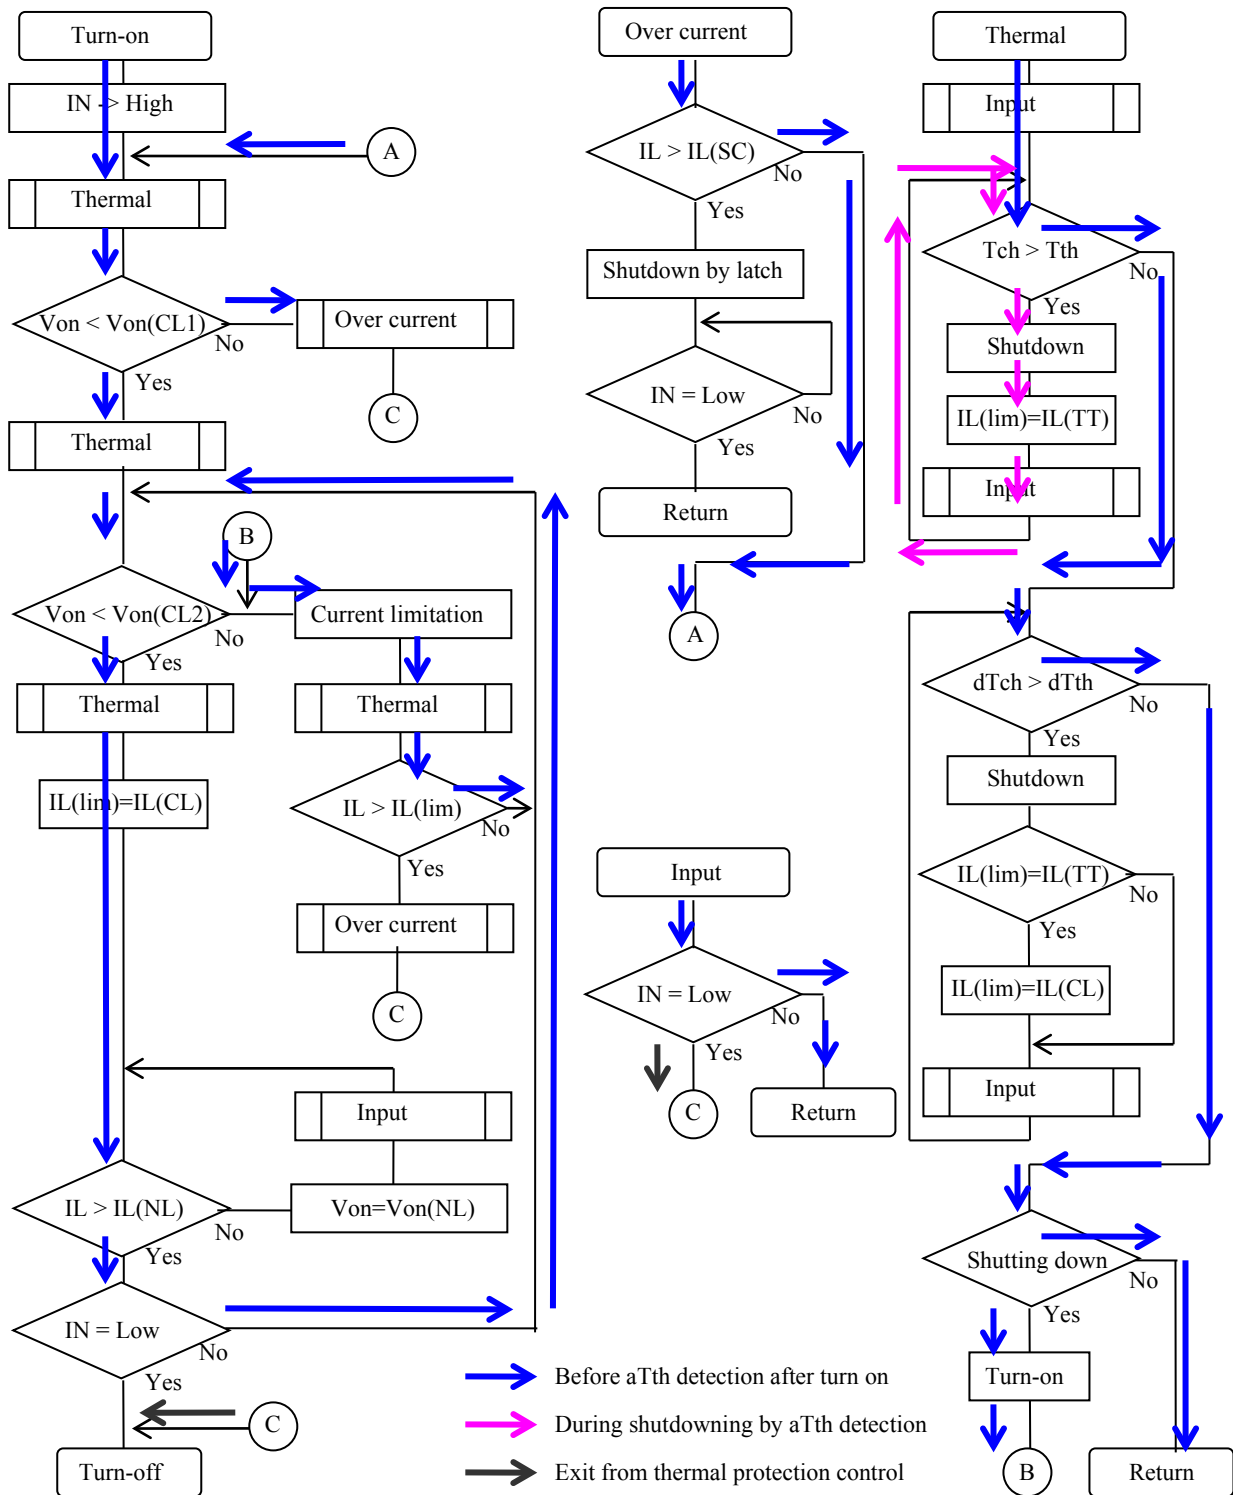 Turn-on
IN -> High
A
Thermal
Von < Von(CL1)
No
Yes
Over current
C
Thermal
B
Von < Von(CL2)
No
Yes
Current limitation
Thermal
Thermal
IL(lim)=IL(CL)
IL > IL(lim)
No
Yes
Over current
C
Input
Von=Von(NL)
IL > IL(NL)
No
Yes
IN = Low
No
Yes
C
Turn-off
Over current
IL > IL(SC)
No
Yes
Shutdown by latch
IN = Low
No
Yes
Return
A
Input
IN = Low
No
Yes
C
Return
Thermal
Input
Tch > Tth
No
Yes
Shutdown
IL(lim)=IL(TT)
Input
dTch > dTth
No
Yes
Shutdown
IL(lim)=IL(TT)
No
Yes
IL(lim)=IL(CL)
Input
Shutting down
No
Yes
Turn-on
B
Return
Before aTth detection after turn on
During shutdowning by aTth detection
Exit from thermal protection control